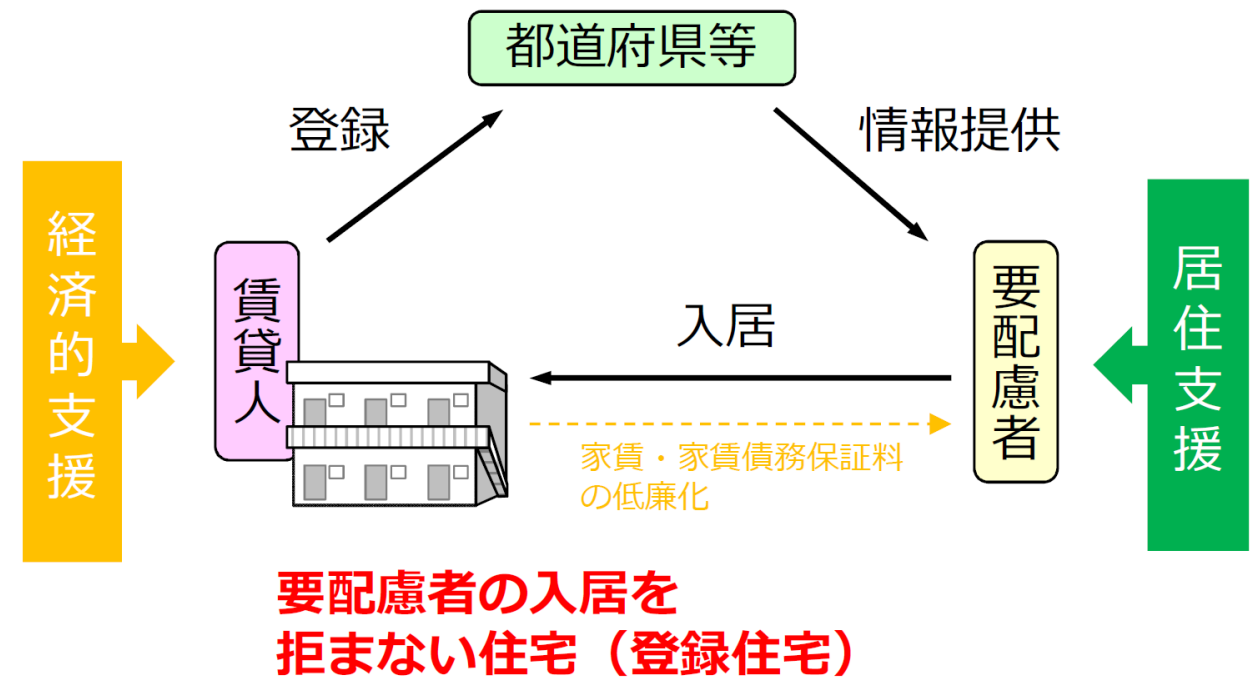 都道府県等
登録
情報提供
経済的支援
賃貸人
入居
要配慮者
居住支援
家賃・家賃債務保証料
の低廉化
要配慮者の入居を
拒まない住宅（登録住宅）